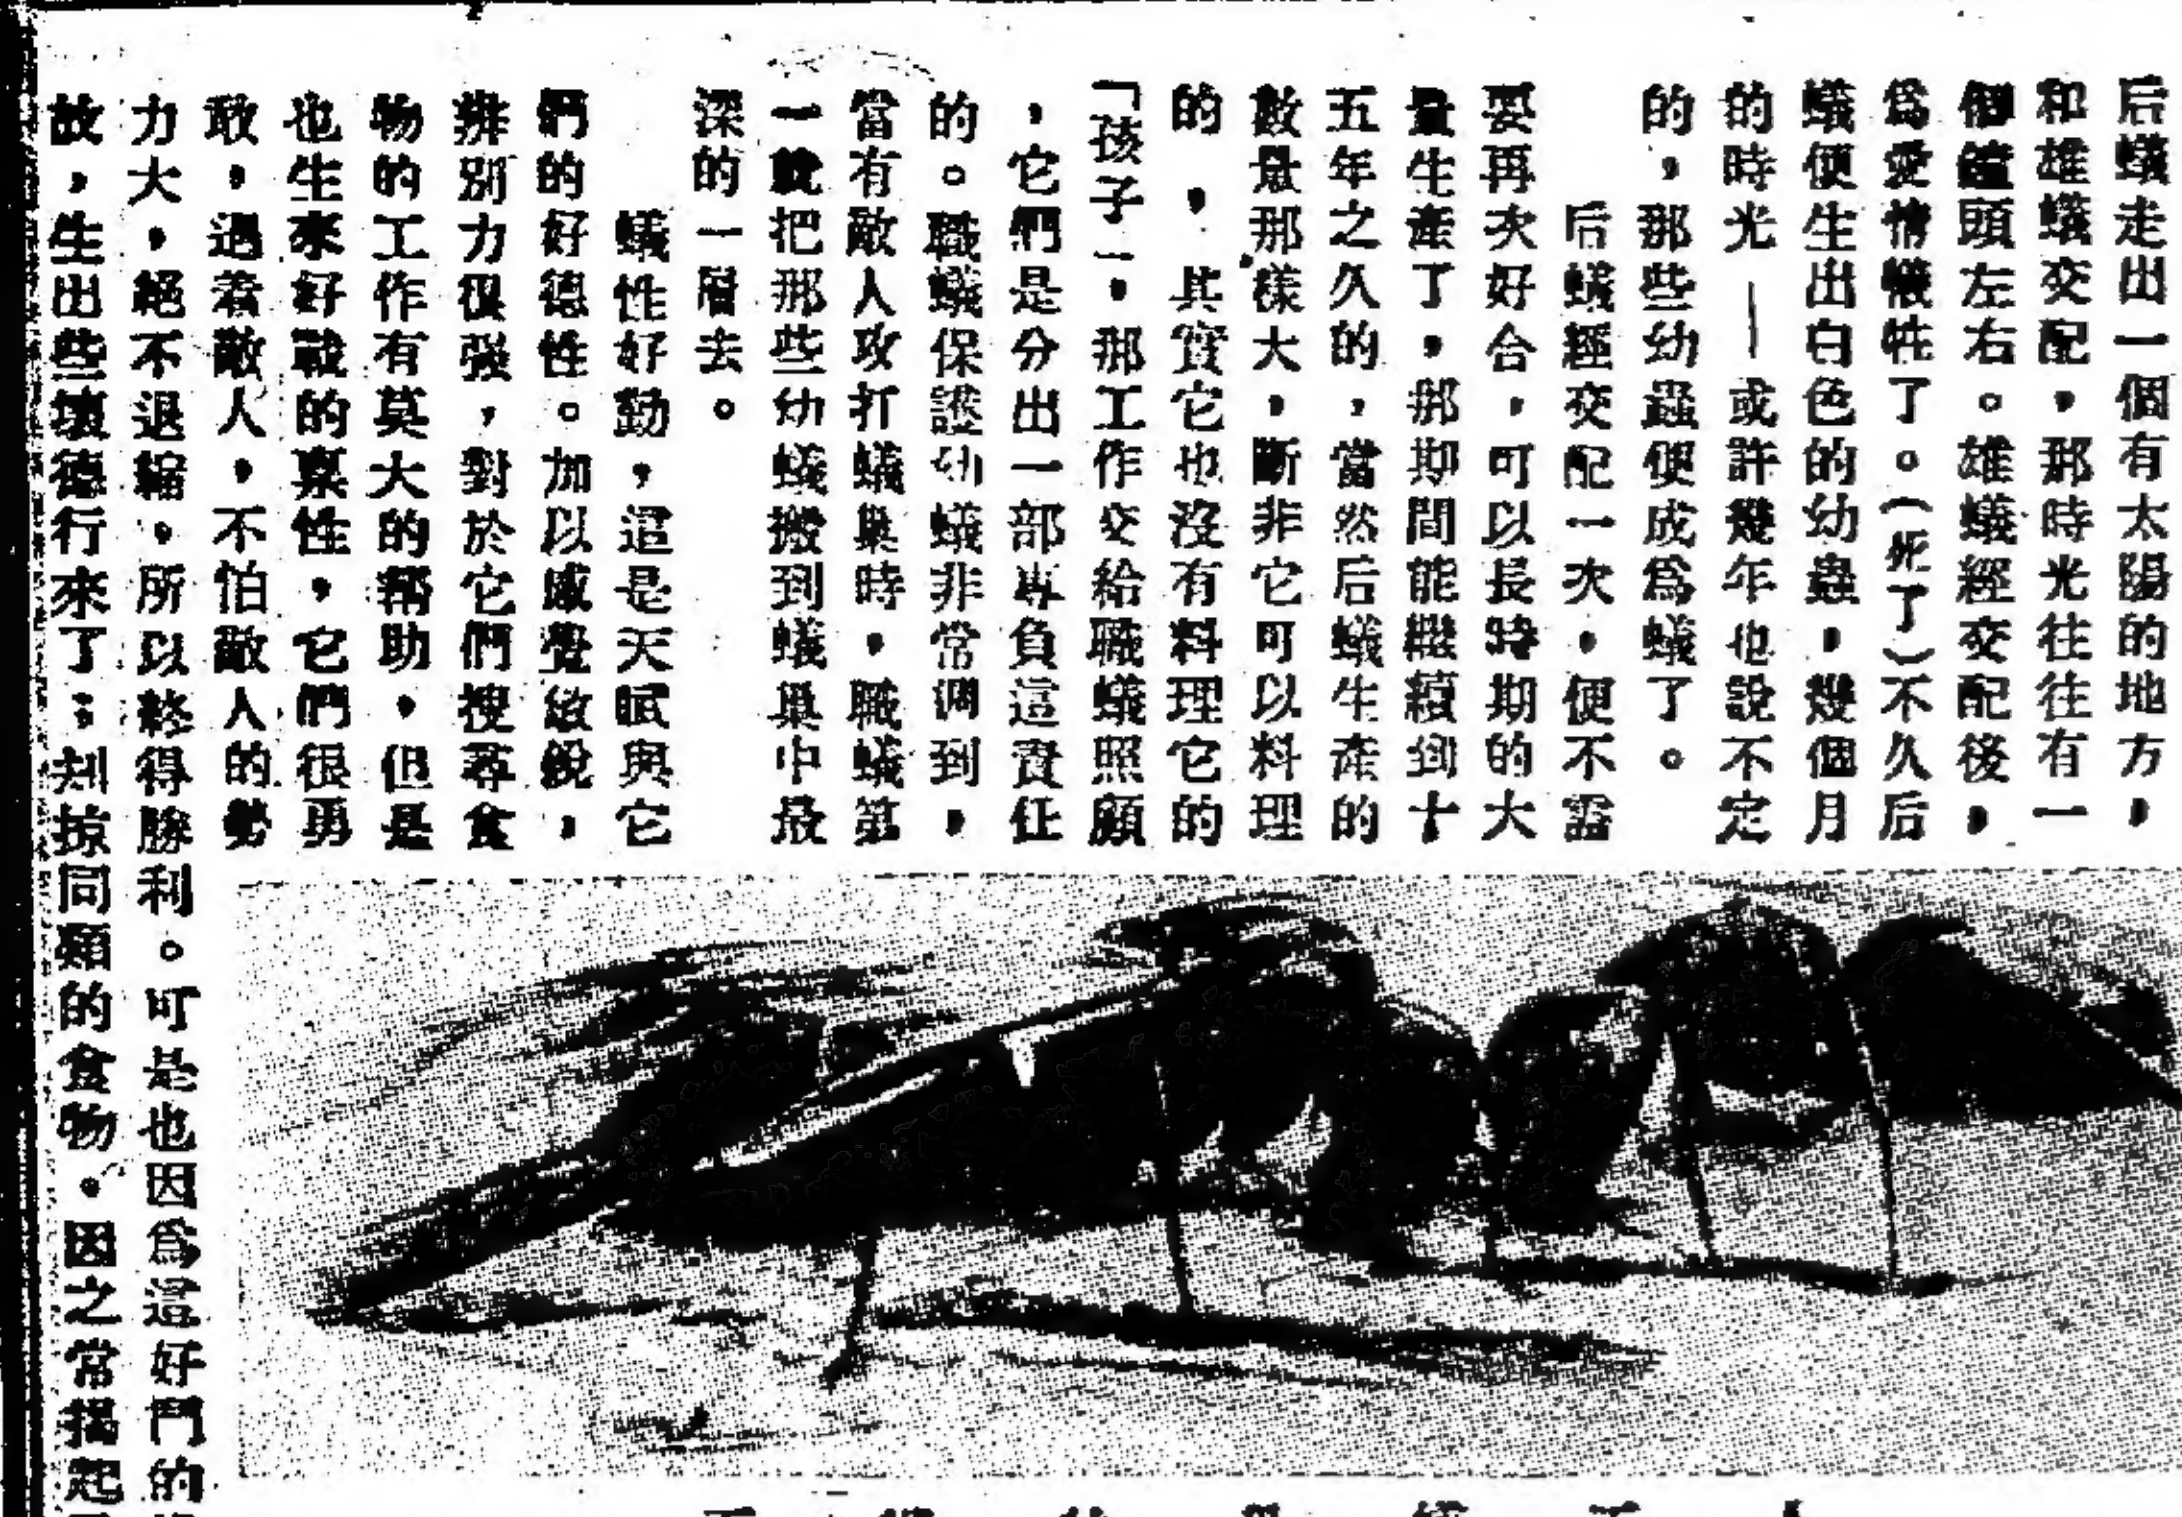 后蟻走出一個有太陽的地方，
和雄蟻交配，那時光往往有一
個頭左右。雄蟻經交配後，
爲愛情犧牲了。（死了）不久后
蟻便生出白色的幼蟲，幾個月
的時光——或許幾年也說不定
的，那些幼蟲便成爲蟻了。
后蟻經交配一次，便不需
要再次好合，可以長時期的大
量生產了，那期間能繼續到十
五年之久的，當然后蟻生產的
數量那樣大，斷非它可以料理
的，其實它也沒有料理它的
「孩子」，那工作交給職蟻照顧
，它們是分出一部專負這責任
的。職蟻保護幼蟻非常周到，
當有敵人攻打蟻巢時，職蟻第
一就把那些幼蟻搬到蟻巢中最
深的一層去。
蟻性好勤，這是天賦與它
們的好德性。加以感覺敏銳，
辨別力很强，對於它們搜尋食
物的工作有莫大的幫助，但是
也生來好戰的稟性，它們很勇
敢，遇着敵人，不怕敵人的勢
力大，絕不退縮，所以終得勝利。可是也因爲這好鬥的
故，生出些壞德行來了；刦掠同類的食物。因之常揭起